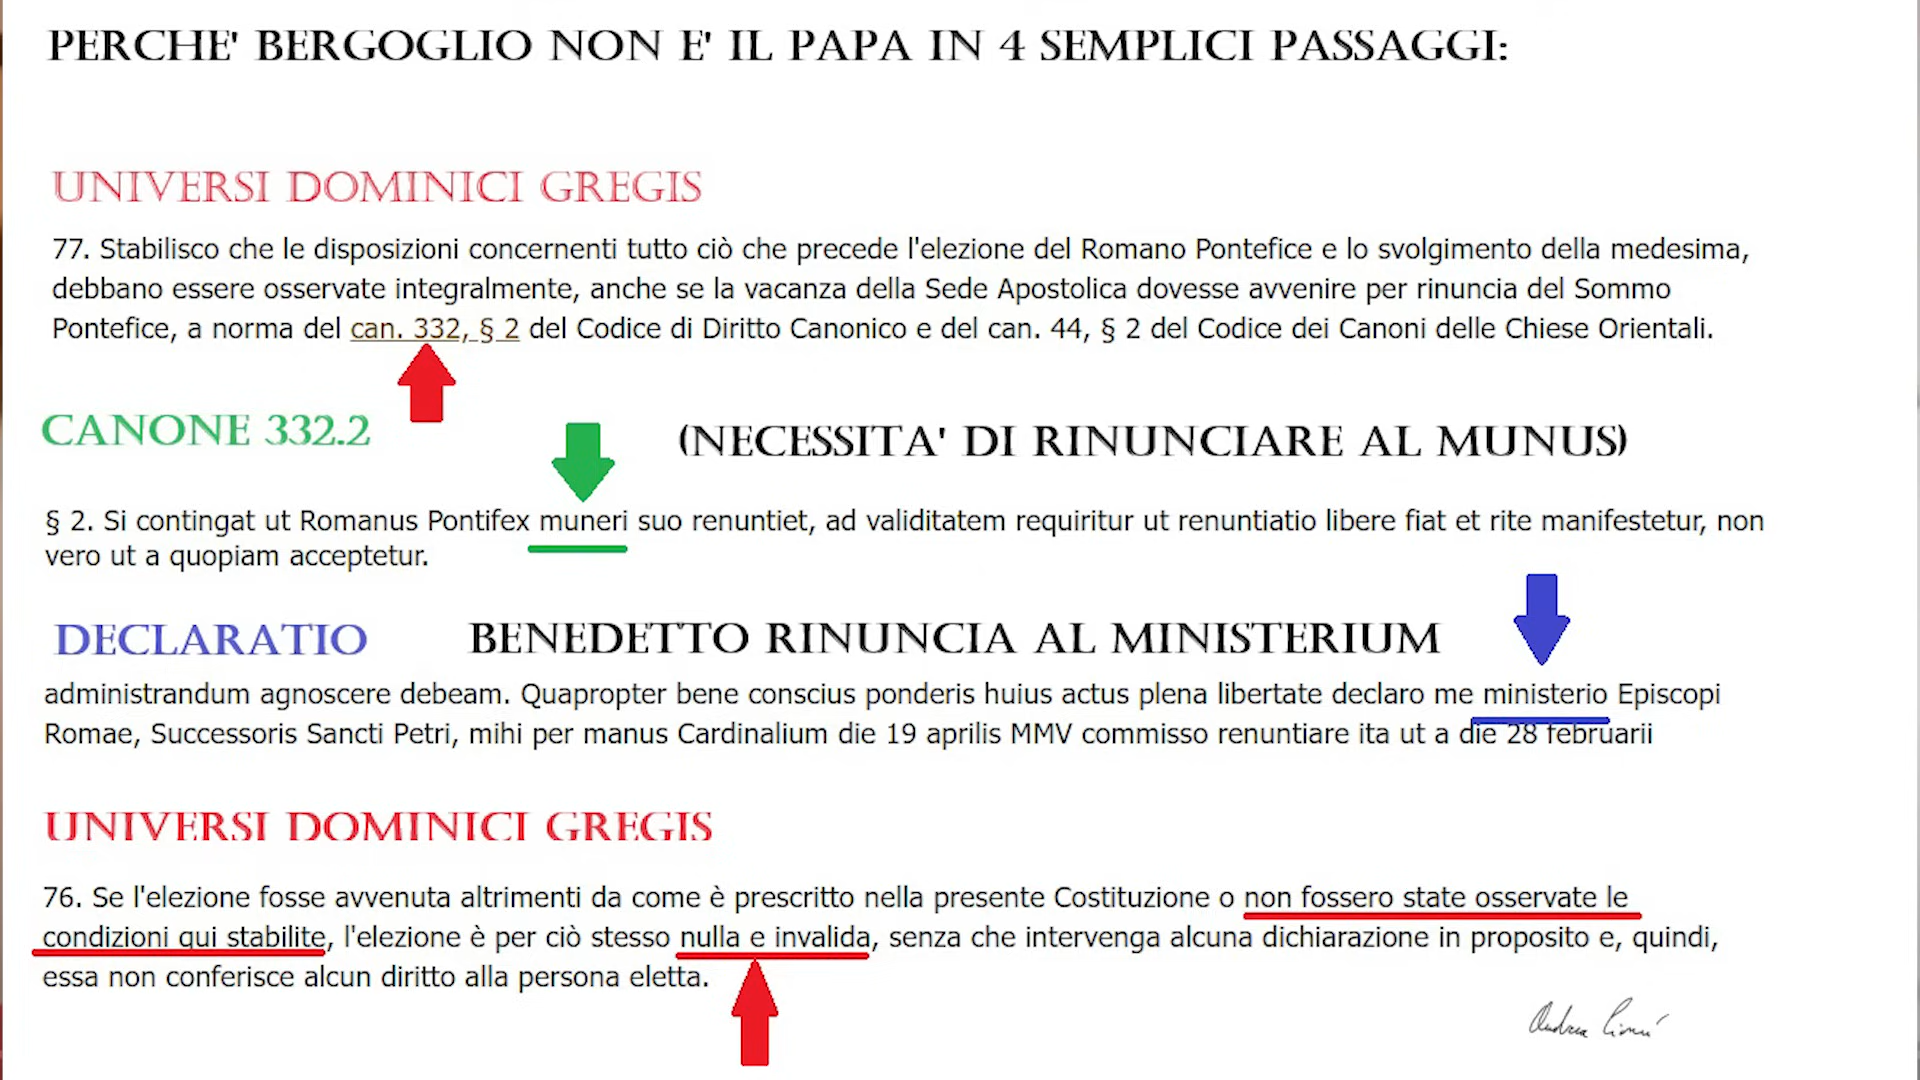 PERCHE' BERGOGLIO NON E' IL PAPA IN 4 SEMPLICI PASSAGGI:
UNIVERSI DOMINICI GREGIS
77. Stabilisco che le disposizioni concernenti tutto ciò che precede l'elezione del Romano Pontefice e lo svolgimento della medesima,
debbano essere osservate integralmente, anche se la vacanza della Sede Apostolica dovesse avvenire per rinuncia del Sommo
Pontefice, a norma del can. 332, § 2 del Codice di Diritto Canonico e del can. 44, § 2 del Codice dei Canoni delle Chiese Orientali.
CANONE 332.2
(NECESSITA' DI RINUNCIARE AL MUNUS)
§ 2. Si contingat ut Romanus Pontifex muneri suo renuntiet, ad validitatem requiritur ut renuntiatio libere fiat et rite manifestetur, non
vero ut a quopiam acceptetur.
DECLARATIO
BENEDETTO RINUNCIA AL MINISTERIUM
administrandum agnoscere debeam. Quapropter bene conscius ponderis huius actus plena libertate declaro me ministerio Episcopi
Romae, Successoris Sancti Petri, mihi per manus Cardinalium die 19 aprilis MMV commisso renuntiare ita ut a die 28 februarii
UNIVERSI DOMINICI GREGIS
76. Se l'elezione fosse avvenuta altrimenti da come è prescritto nella presente Costituzione o non fossero state osservate le
condizioni qui stabilite, l'elezione è per ciò stesso nulla e invalida, senza che intervenga alcuna dichiarazione in proposito e, quindi,
essa non conferisce alcun diritto alla persona eletta.
Andrea Cionci